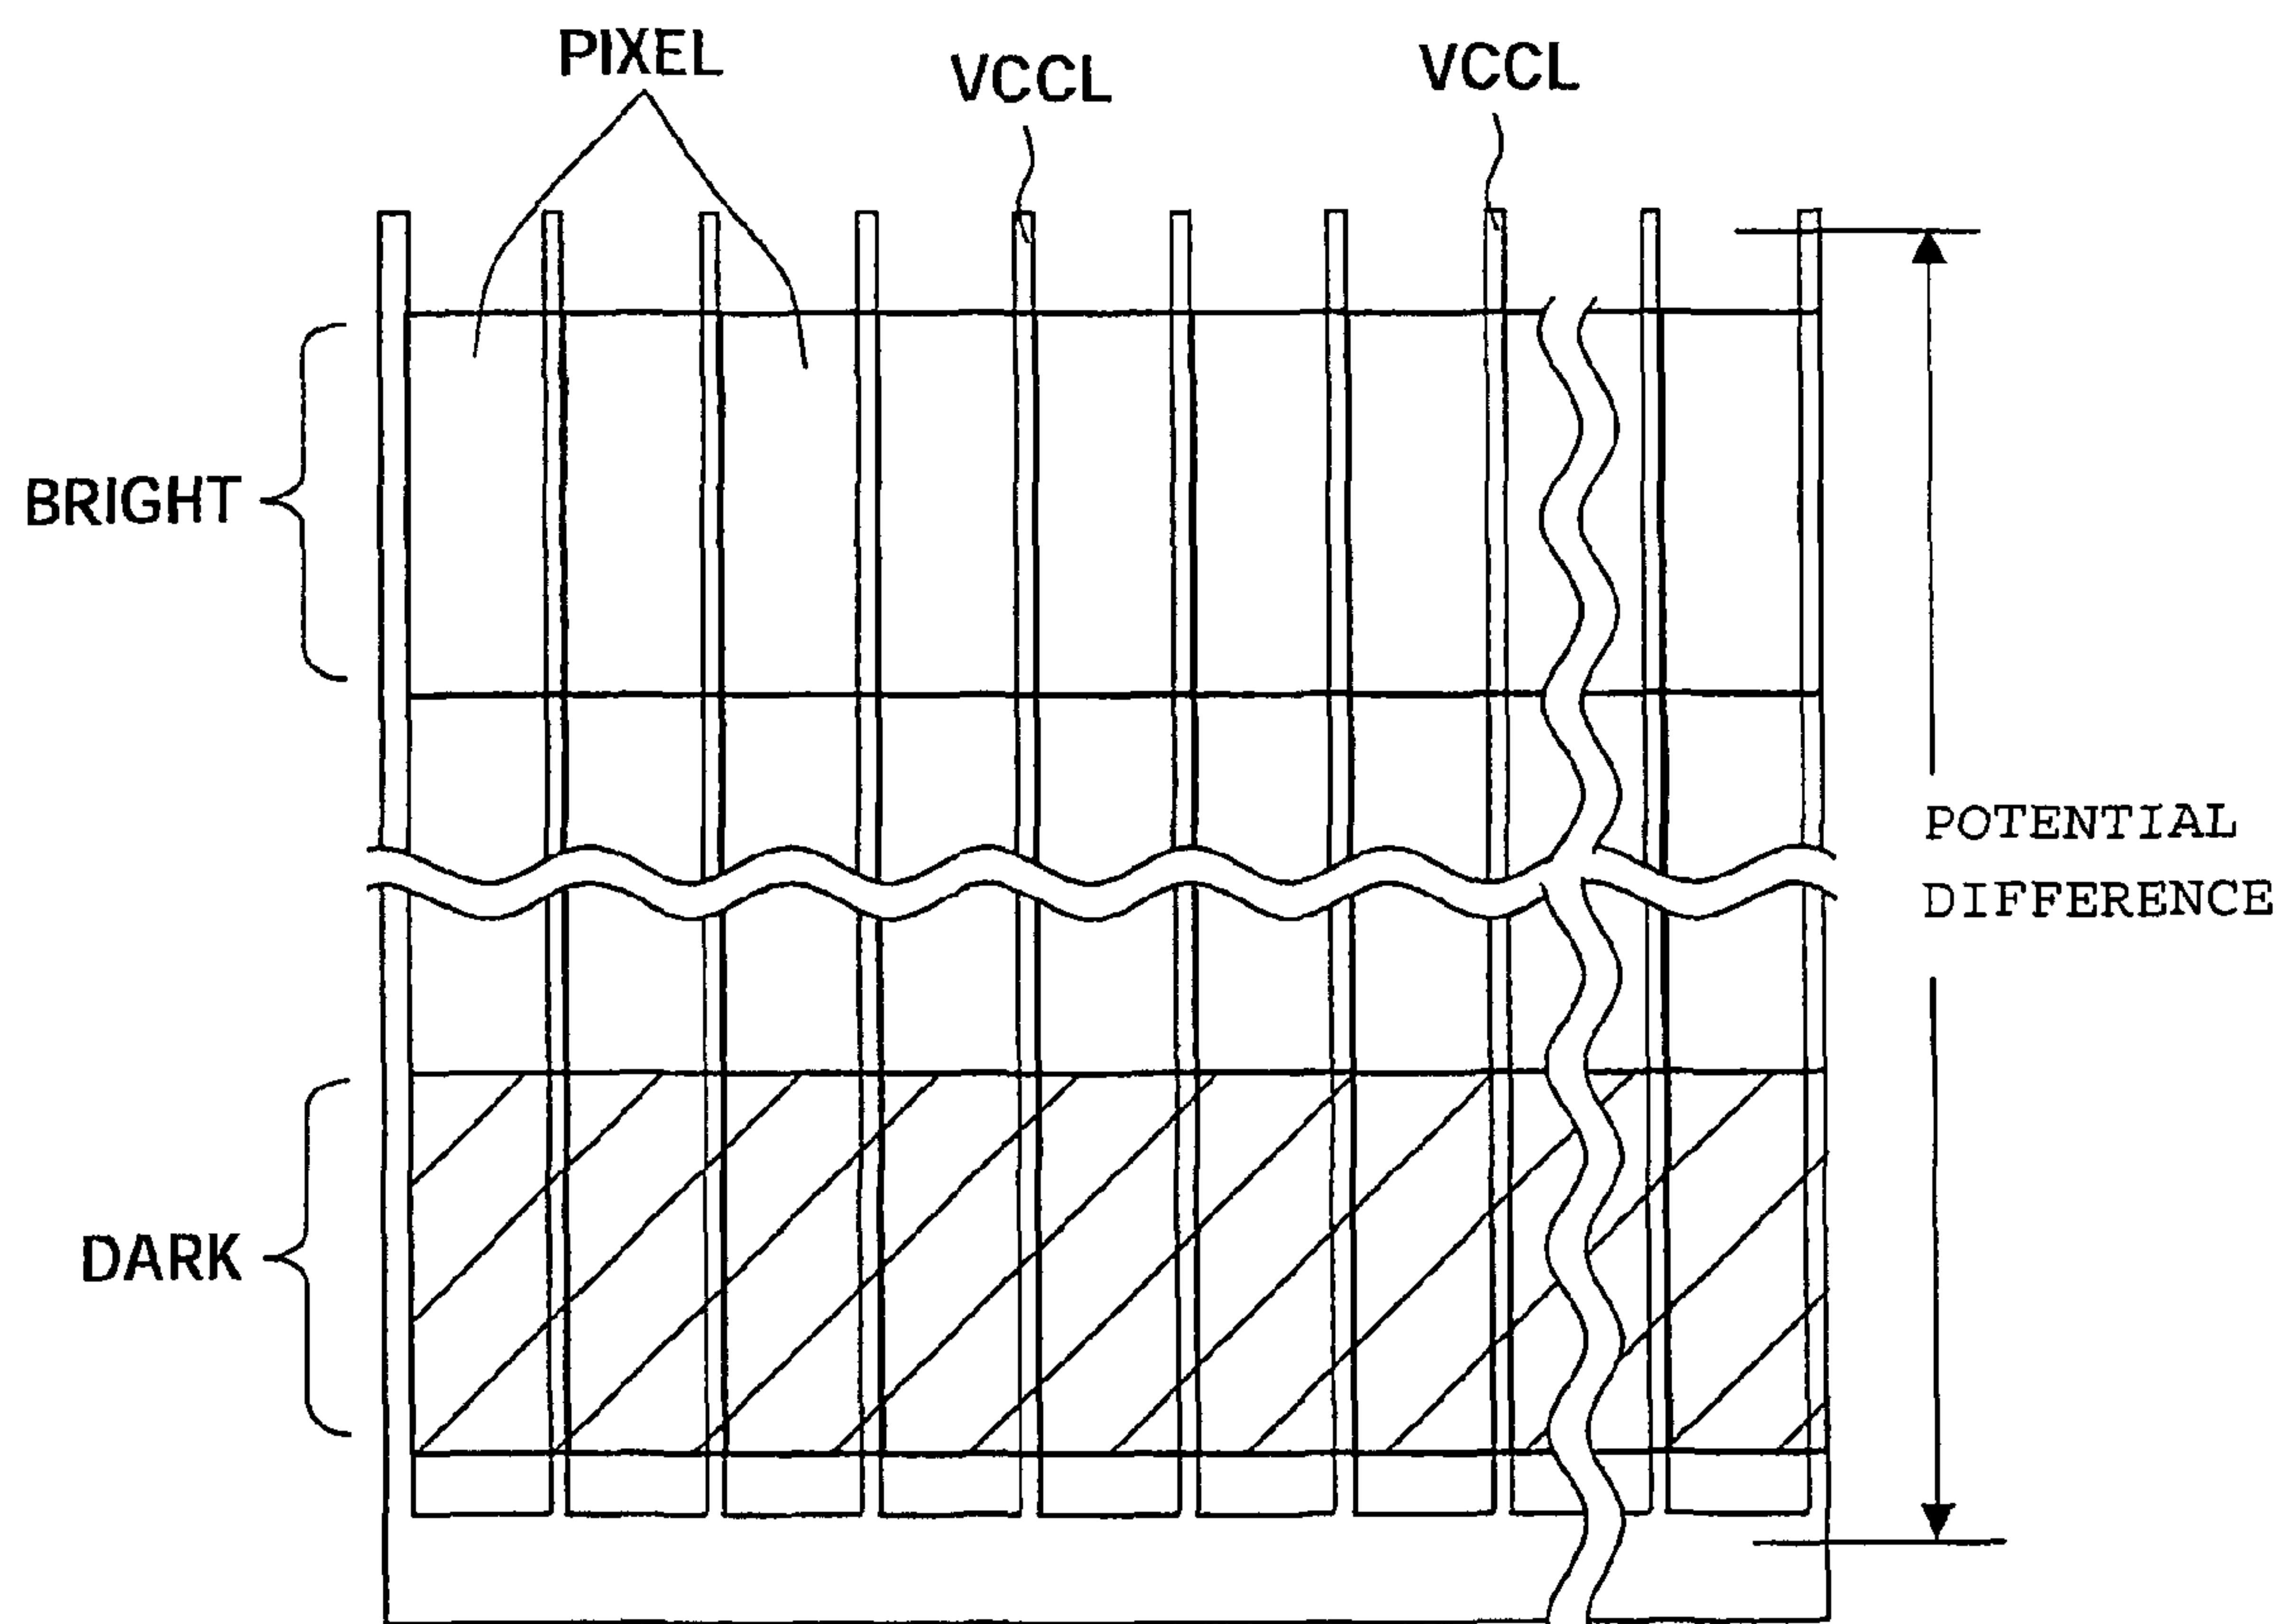 PIXEL
VCCL
VCCL
BRIGHT
POTENTIAL
DIFFERENCE
DARK